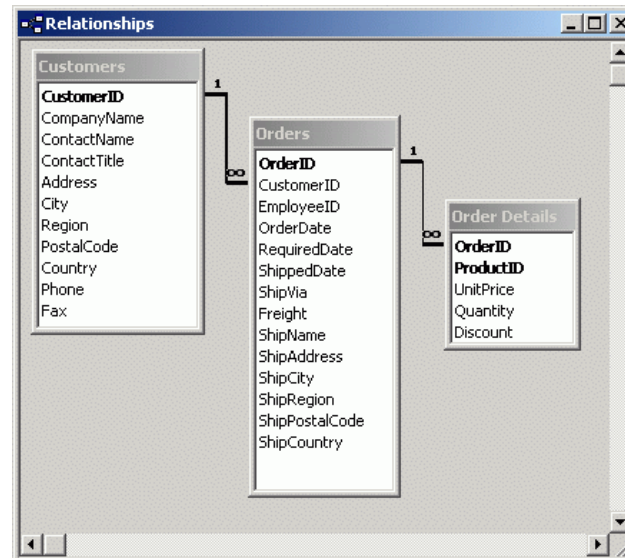 Relationships
Customers
CustomerID
CompanyName
ContactName
ContactTitle
Address
City
Region
PostalCode
Country
Phone
Fax
1
∞
Orders
OrderID
CustomerID
EmployeeID
OrderDate
RequiredDate
ShippedDate
ShipVia
Freight
ShipName
ShipAddress
ShipCity
ShipRegion
ShipPostalCode
ShipCountry
1
∞
Order Details
OrderID
ProductID
UnitPrice
Quantity
Discount